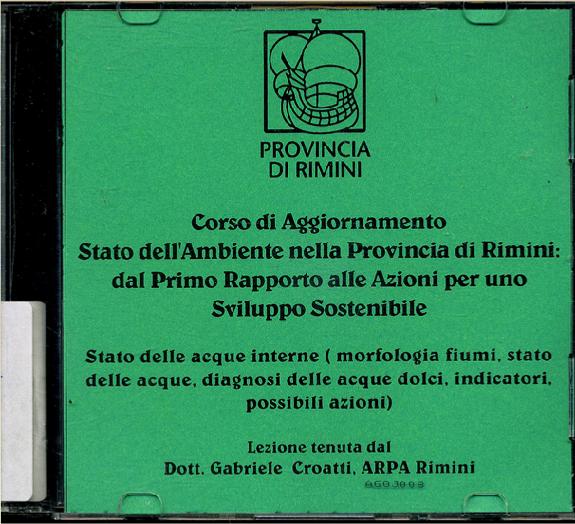 PROVINCIA
DI RIMINI
Corso di Aggiornamento
Stato dell'Ambiente nella Provincia di Rimini:
dal Primo Rapporto alle Azioni per uno
Sviluppo Sostenibile
Stato delle acque interne ( morfologia fiumi, stato
delle acque, diagnosi delle acque dolci, indicatori,
possibili azioni)
Lezione tenuta dal
Dott. Gabriele Croatti, ARPA Rimini